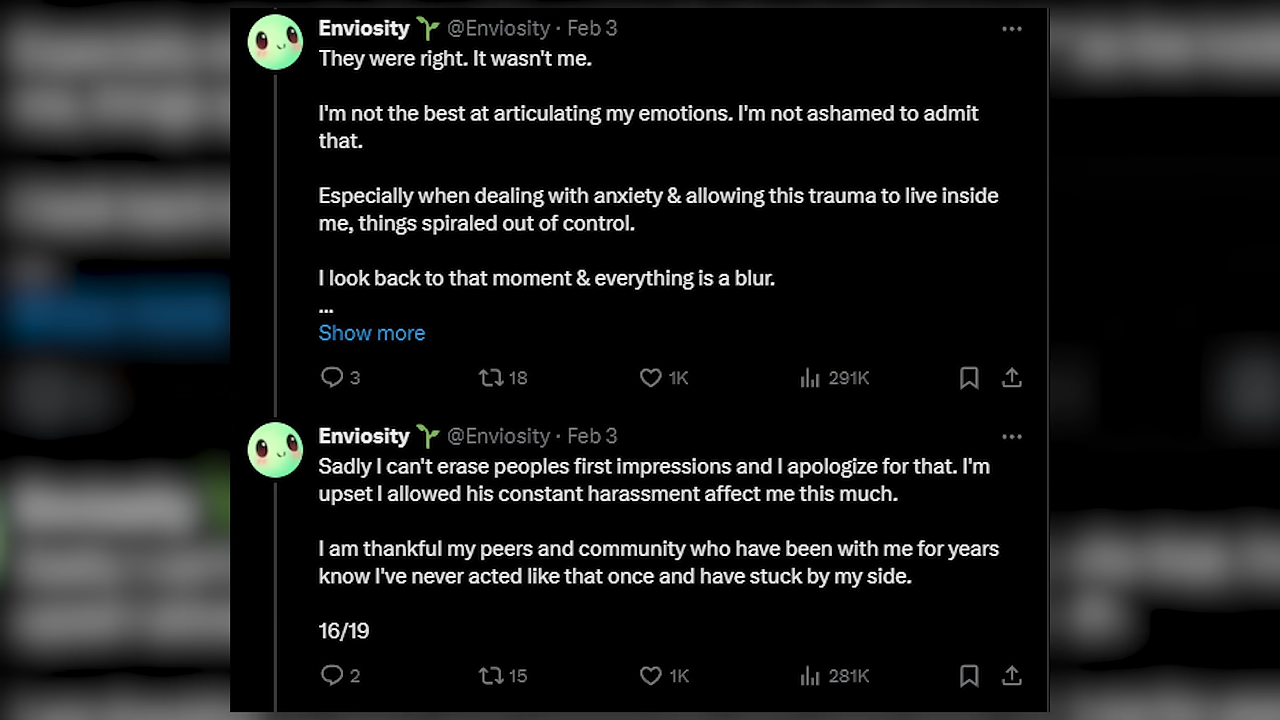 Enviosity @Enviosity · Feb 3
They were right. It wasn't me.
I'm not the best at articulating my emotions. I'm not ashamed to admit
that.
Especially when dealing with anxiety & allowing this trauma to live inside
me, things spiraled out of control.
I look back to that moment & everything is a blur.
...
Show more
3 18 1K 291K
Enviosity @Enviosity · Feb 3
Sadly I can't erase peoples first impressions and I apologize for that. I'm
upset I allowed his constant harassment affect me this much.
I am thankful my peers and community who have been with me for years
know I've never acted like that once and have stuck by my side.
16/19
2 15 1K 281K